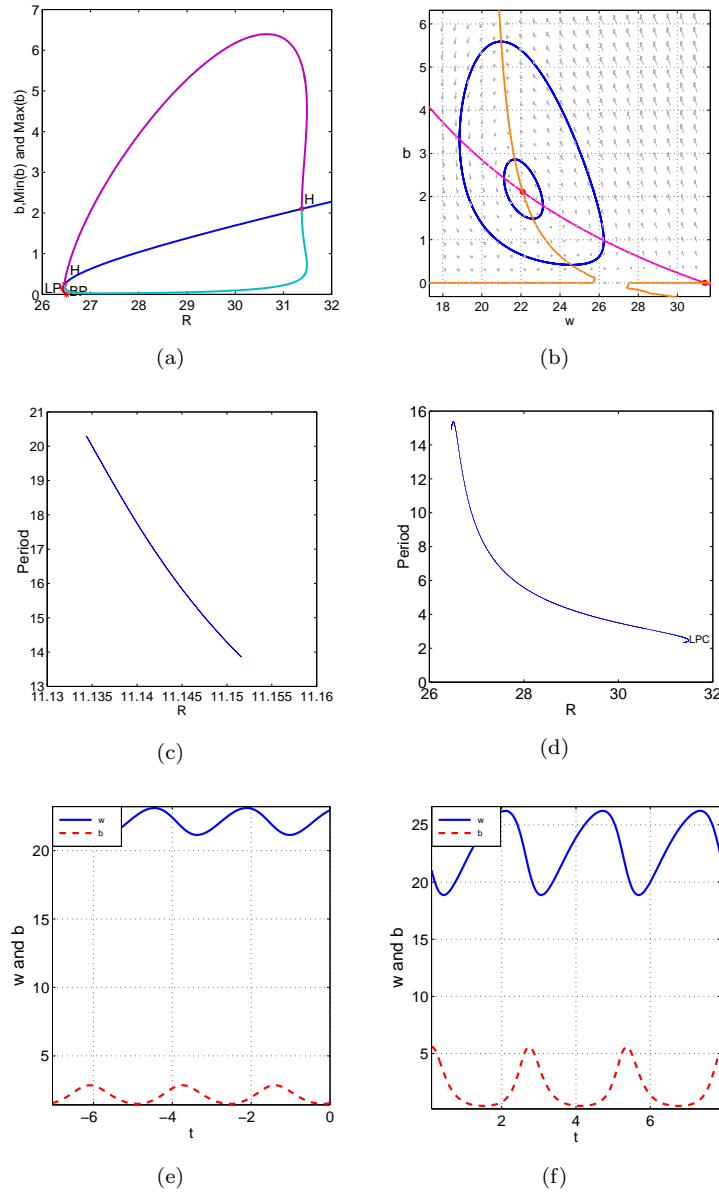 7
6
5
4
3
2
1
0
b,Min(b) and Max(b)
H
H
LP
BP
26 27 28 29 30 31 32
R
(a)
6
5
4
3
2
1
0
b
18 20 22 24 26 28 30
w
(b)
21
20
19
18
17
16
15
14
13
Period
11.13 11.135 11.14 11.145 11.15 11.155 11.16
R
(c)
16
14
12
10
8
6
4
2
0
Period
LPC
26 28 30 32
R
(d)
w
b
20
15
10
5
w and b
−6 −4 −2 0
t
(e)
w
b
25
20
15
10
5
w and b
2 4 6
t
(f)